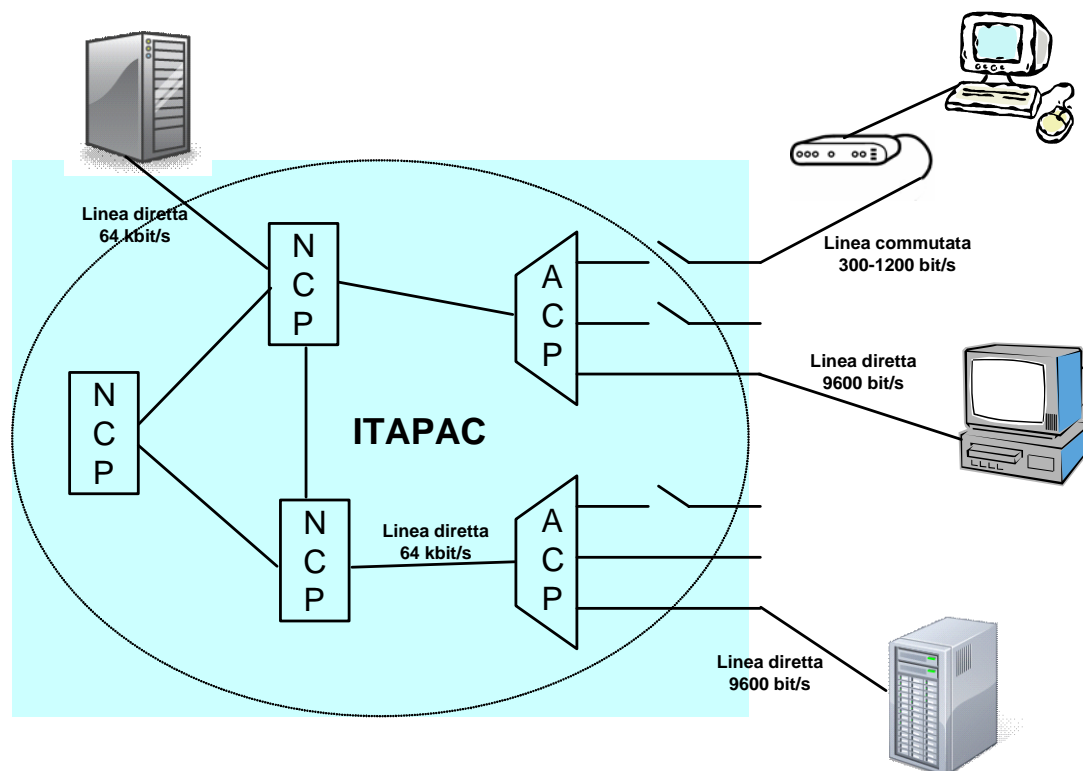 Linea diretta
64 kbit/s
N
C
P
A
C
P
Linea commutata
300-1200 bit/s
Linea diretta
9600 bit/s
N
C
P
ITAPAC
N
C
P
Linea diretta
64 kbit/s
A
C
P
Linea diretta
9600 bit/s